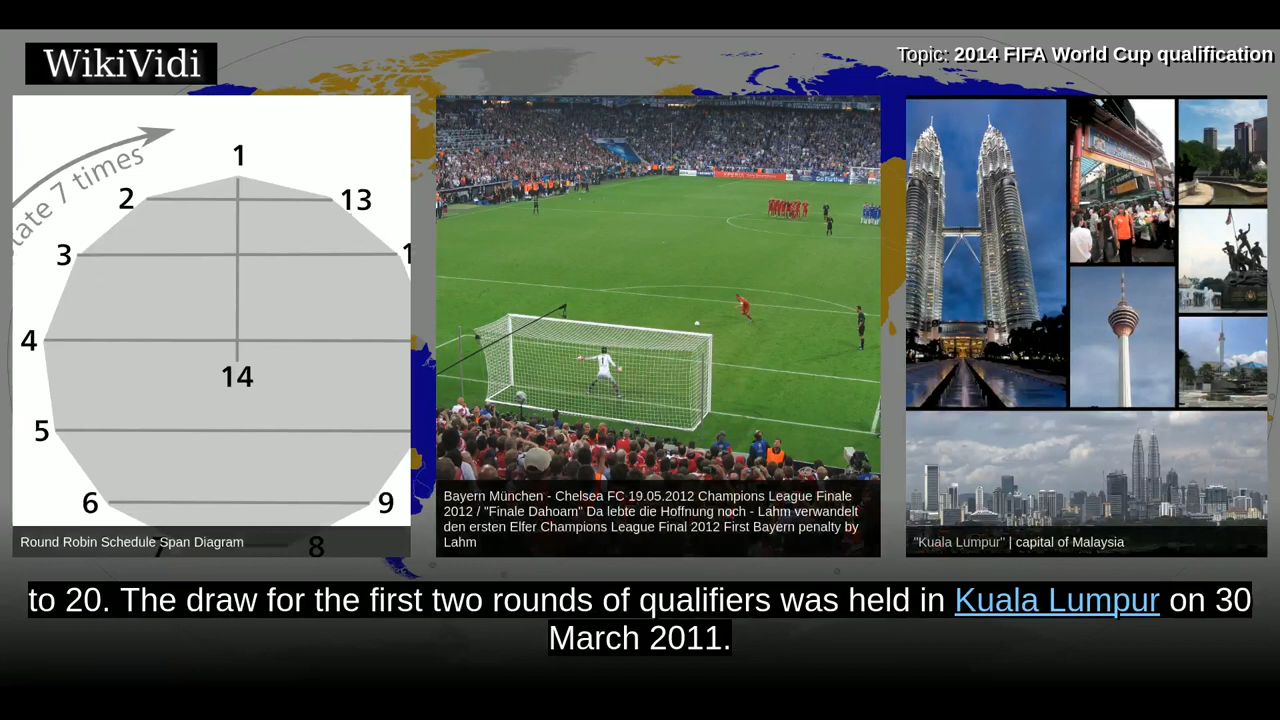 WikiVidi
Topic: 2014 FIFA World Cup qualification
tate 7 times
1
2
13
3
1
4
14
5
6
9
7
8
Round Robin Schedule Span Diagram
Bayern München - Chelsea FC 19.05.2012 Champions League Finale
2012 / "Finale Dahoam" Da lebte die Hoffnung noch - Lahm verwandelt
den ersten Elfer Champions League Final 2012 First Bayern penalty by
Lahm
"Kuala Lumpur" | capital of Malaysia
to 20. The draw for the first two rounds of qualifiers was held in Kuala Lumpur on 30
March 2011.